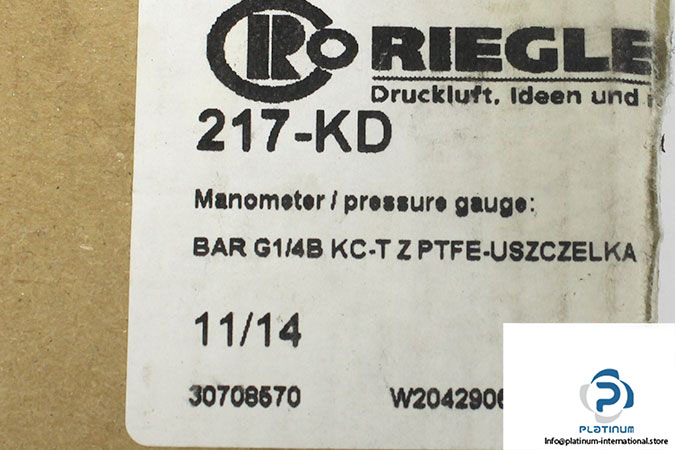 RIEGLE
Druckluft, Ideen und
217-KD
Manometer / pressure gauge:
BAR G1/4B KC-T Z PTFE-USZCZELKA
11/14
30708570 W2042906
PLATINUM
Info@platinum-international.store